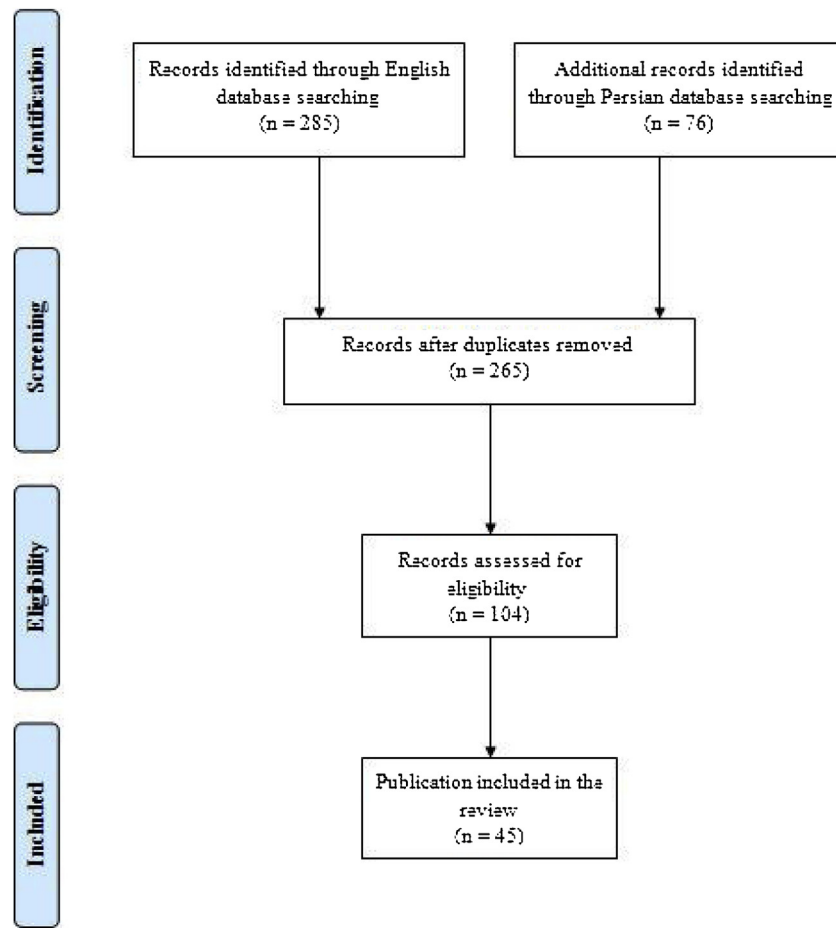 Identification
Records identified through English
database searching
(n = 285)
Additional records identified
through Persian database searching
(n = 76)
Screening
Records after duplicates removed
(n = 265)
Eligibility
Records assessed for
eligibility
(n = 104)
Included
Publication included in the
review
(n = 45)